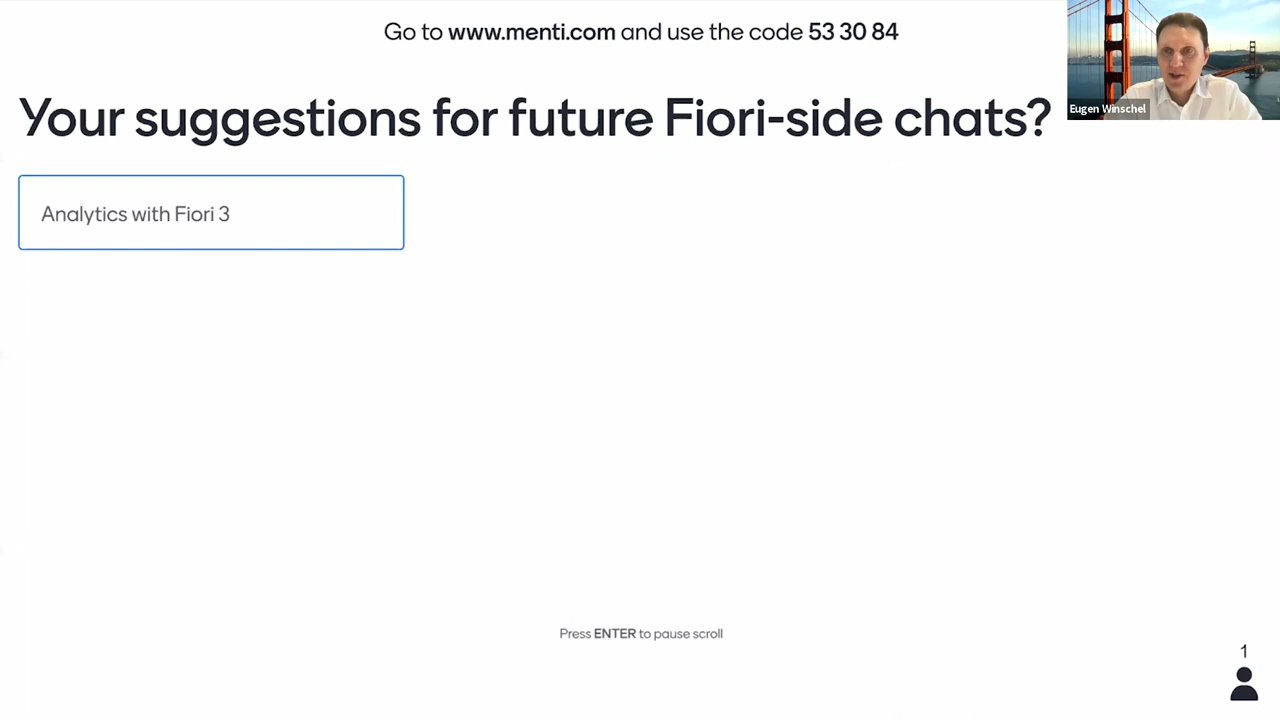 Go to www.menti.com and use the code 53 30 84
Eugen Winschel
Your suggestions for future Fiori-side chats?
Analytics with Fiori 3
Press ENTER to pause scroll
1